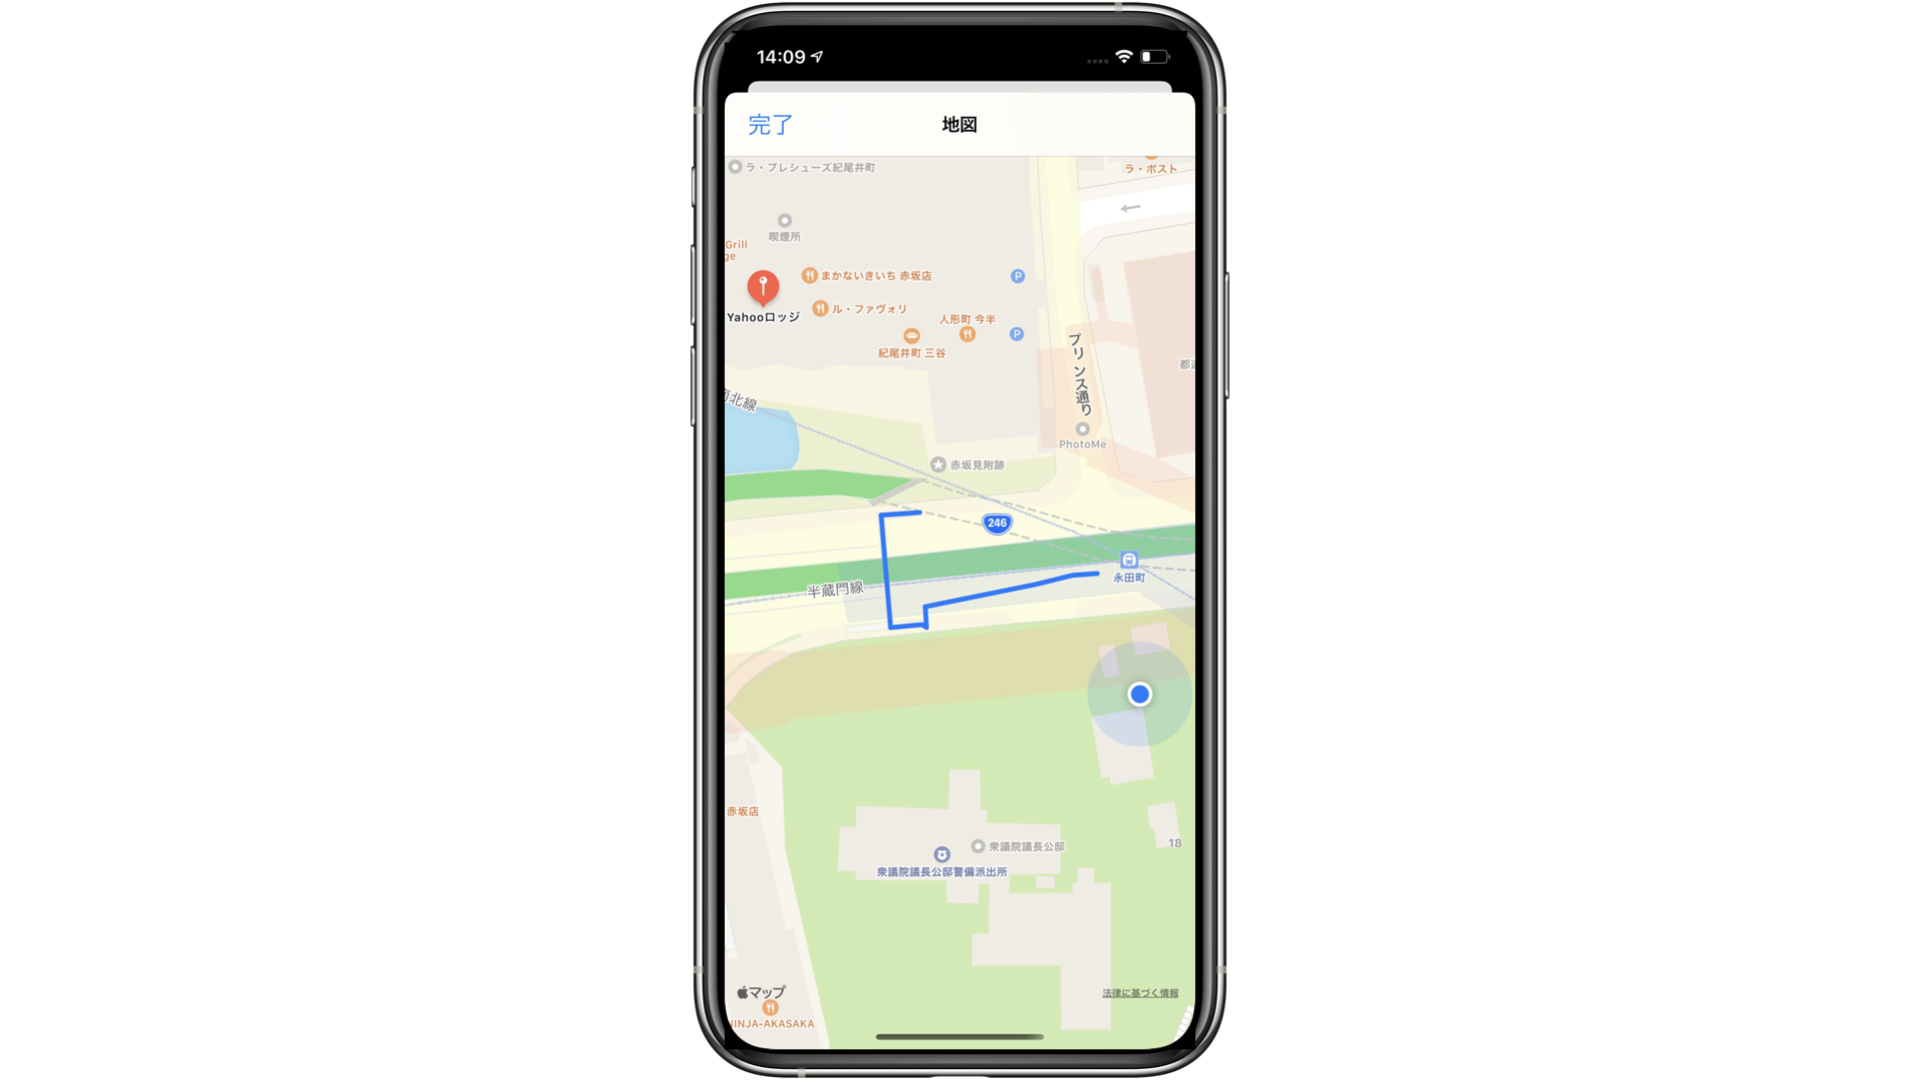 14:09
完了
地図
ラ・プレシューズ紀尾井町
ラ・ポスト
喫煙所
Grill
ge
まかないきいち 赤坂店
P
Yahooロッジ
ル・ファヴォリ
人形町 今半
P
紀尾井町 三谷
プリンス通り
都道
南北線
PhotoMe
赤坂見附跡
246
永田町
半蔵門線
赤坂店
18
衆議院議長公邸
衆議院議長公邸警備派出所
マップ
法律に基づく情報
NINJA-AKASAKA